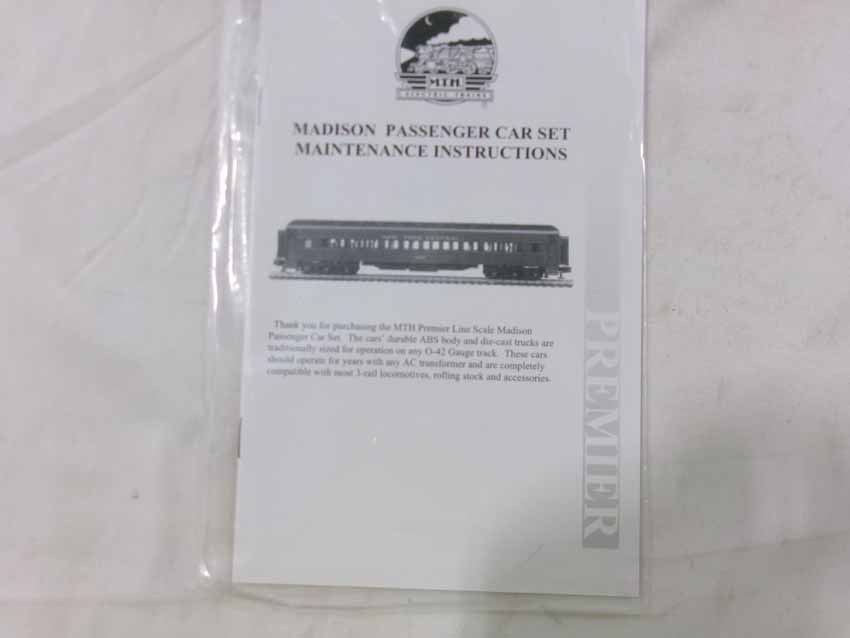 MTH
ELECTRIC TRAINS
MADISON PASSENGER CAR SET
MAINTENANCE INSTRUCTIONS
Thank you for purchasing the MTH Premier Line Scale Madison
Passenger Car Set. The cars' durable ABS body and die-cast trucks are
traditionally sized for operation on any O-42 Gauge track. These cars
should operate for years with any AC transformer and are completely
compatible with most 3-rail locomotives, rolling stock and accessories.
PREMIER